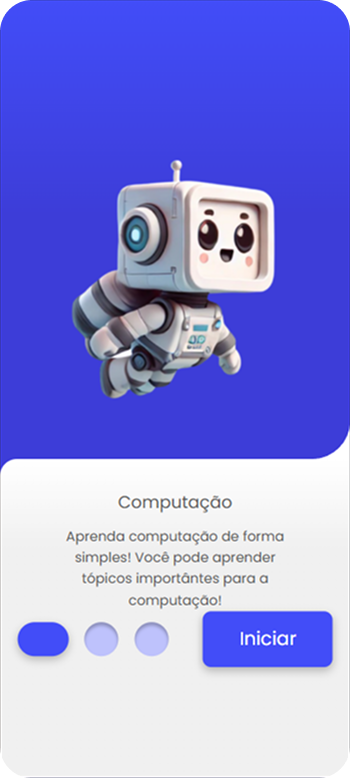 Computação
Aprenda computação de forma
simples! Você pode aprender
tópicos importântes para a
computação!
Iniciar